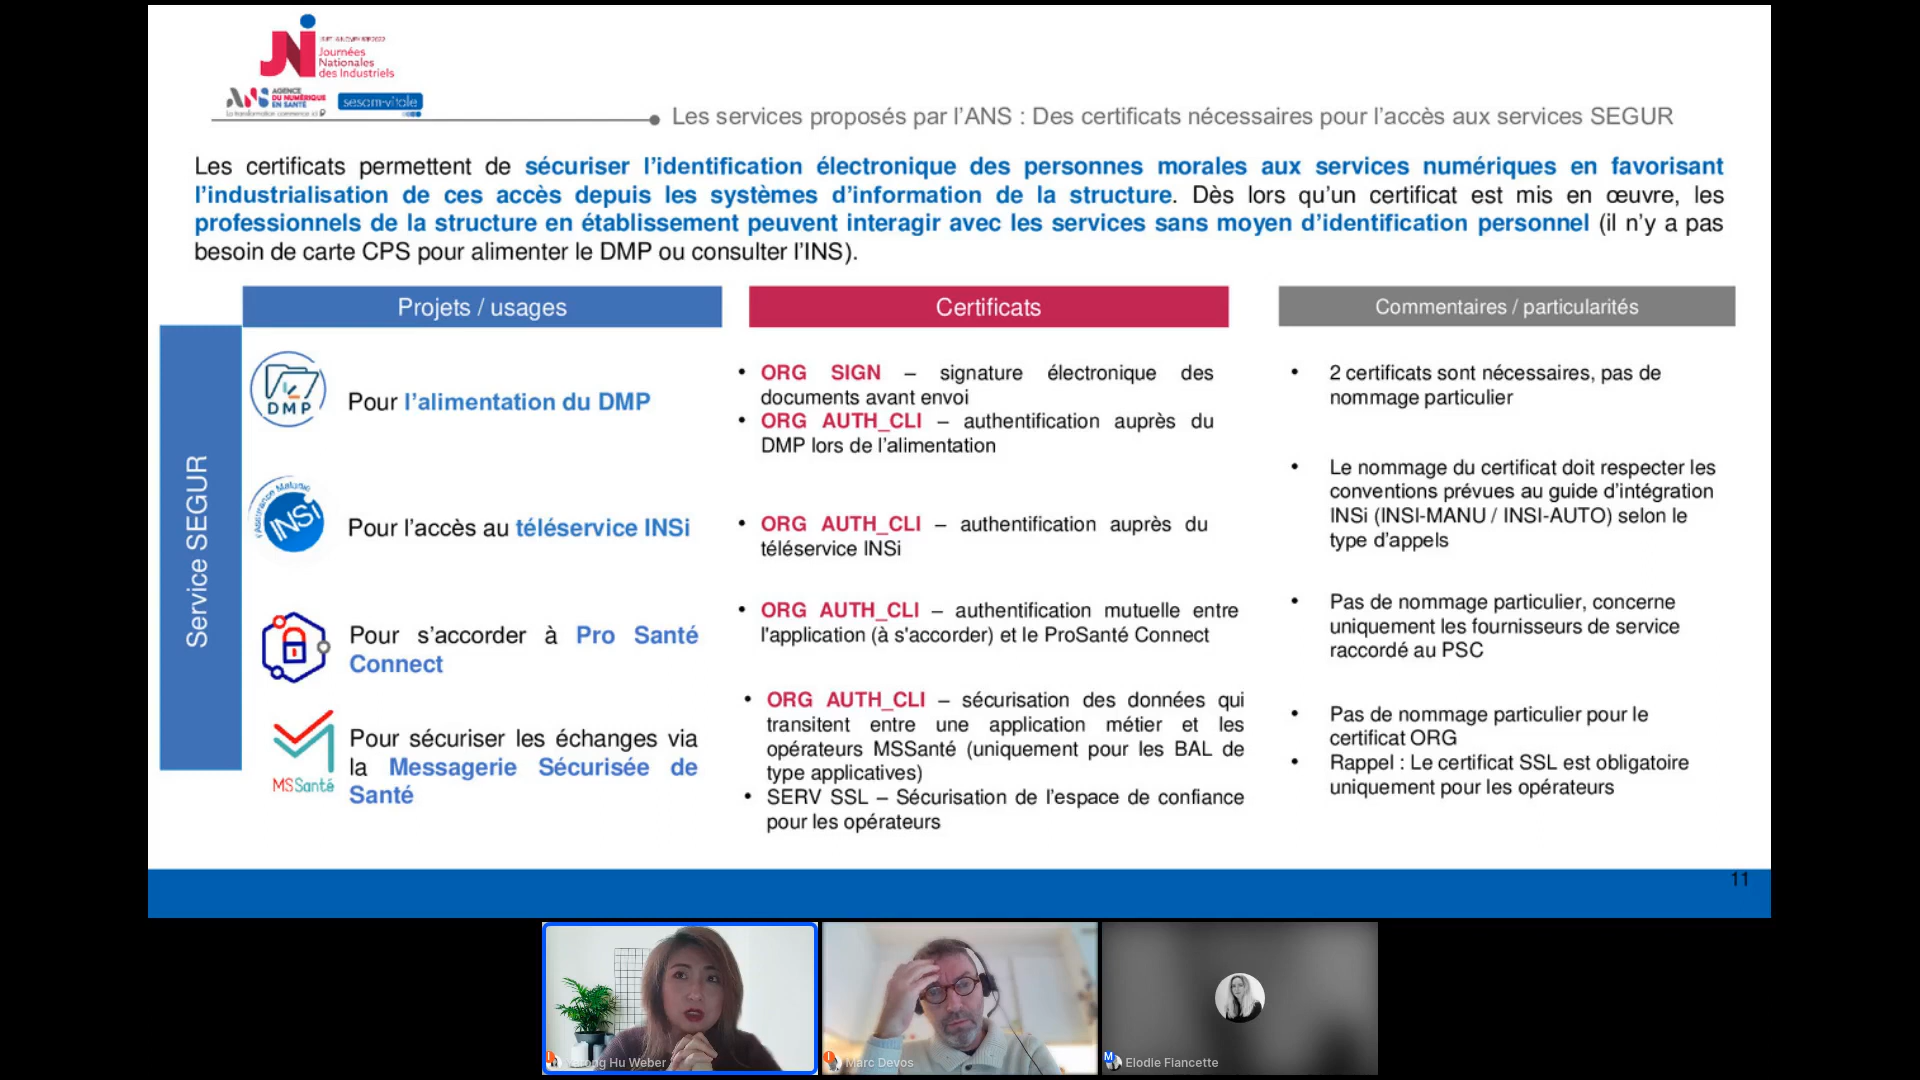 Journées
Nationales
des Industriels
AGENCE
DU NUMÉRIQUE
EN SANTÉ
La transformation commence ici
sesam-vitale
Les services proposés par l’ANS : Des certificats nécessaires pour l’accès aux services SEGUR
Les certificats permettent de sécuriser l’identification électronique des personnes morales aux services numériques en favorisant
l’industrialisation de ces accès depuis les systèmes d’information de la structure. Dès lors qu’un certificat est mis en œuvre, les
professionnels de la structure en établissement peuvent interagir avec les services sans moyen d’identification personnel (il n’y a pas
besoin de carte CPS pour alimenter le DMP ou consulter l’INS).
Projets / usages
Certificats
Commentaires / particularités
Service SEGUR
DMP
Pour l’alimentation du DMP
• ORG SIGN – signature électronique des
documents avant envoi
• ORG AUTH_CLI – authentification auprès du
DMP lors de l’alimentation
• 2 certificats sont nécessaires, pas de
nommage particulier
l'Assurance Maladie
INSi
Pour l’accès au téléservice INSi
• ORG AUTH_CLI – authentification auprès du
téléservice INSi
• Le nommage du certificat doit respecter les
conventions prévues au guide d’intégration
INSi (INSI-MANU / INSI-AUTO) selon le
type d’appels
Pour s’accorder à Pro Santé
Connect
• ORG AUTH_CLI – authentification mutuelle entre
l'application (à s'accorder) et le ProSanté Connect
• Pas de nommage particulier, concerne
uniquement les fournisseurs de service
raccordé au PSC
MSSanté
Pour sécuriser les échanges via
la Messagerie Sécurisée de
Santé
• ORG AUTH_CLI – sécurisation des données qui
transitent entre une application métier et les
opérateurs MSSanté (uniquement pour les BAL de
type applicatives)
• SERV SSL – Sécurisation de l’espace de confiance
pour les opérateurs
• Pas de nommage particulier pour le
certificat ORG
• Rappel : Le certificat SSL est obligatoire
uniquement pour les opérateurs
11
Hu Weber
Marc Devos
M
Elodie Fiancette